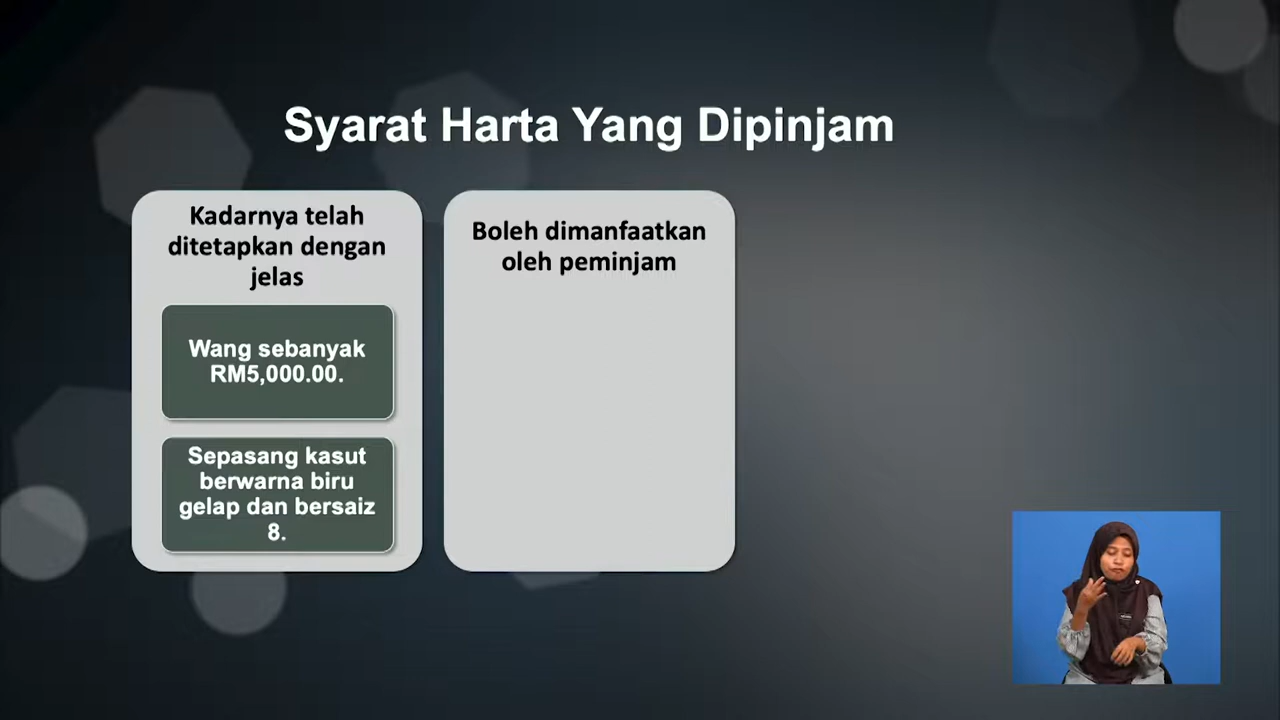 Syarat Harta Yang Dipinjam
Kadarnya telah
ditetapkan dengan
jelas
Wang sebanyak
RM5,000.00.
Sepasang kasut
berwarna biru
gelap dan bersaiz
8.
Boleh dimanfaatkan
oleh peminjam